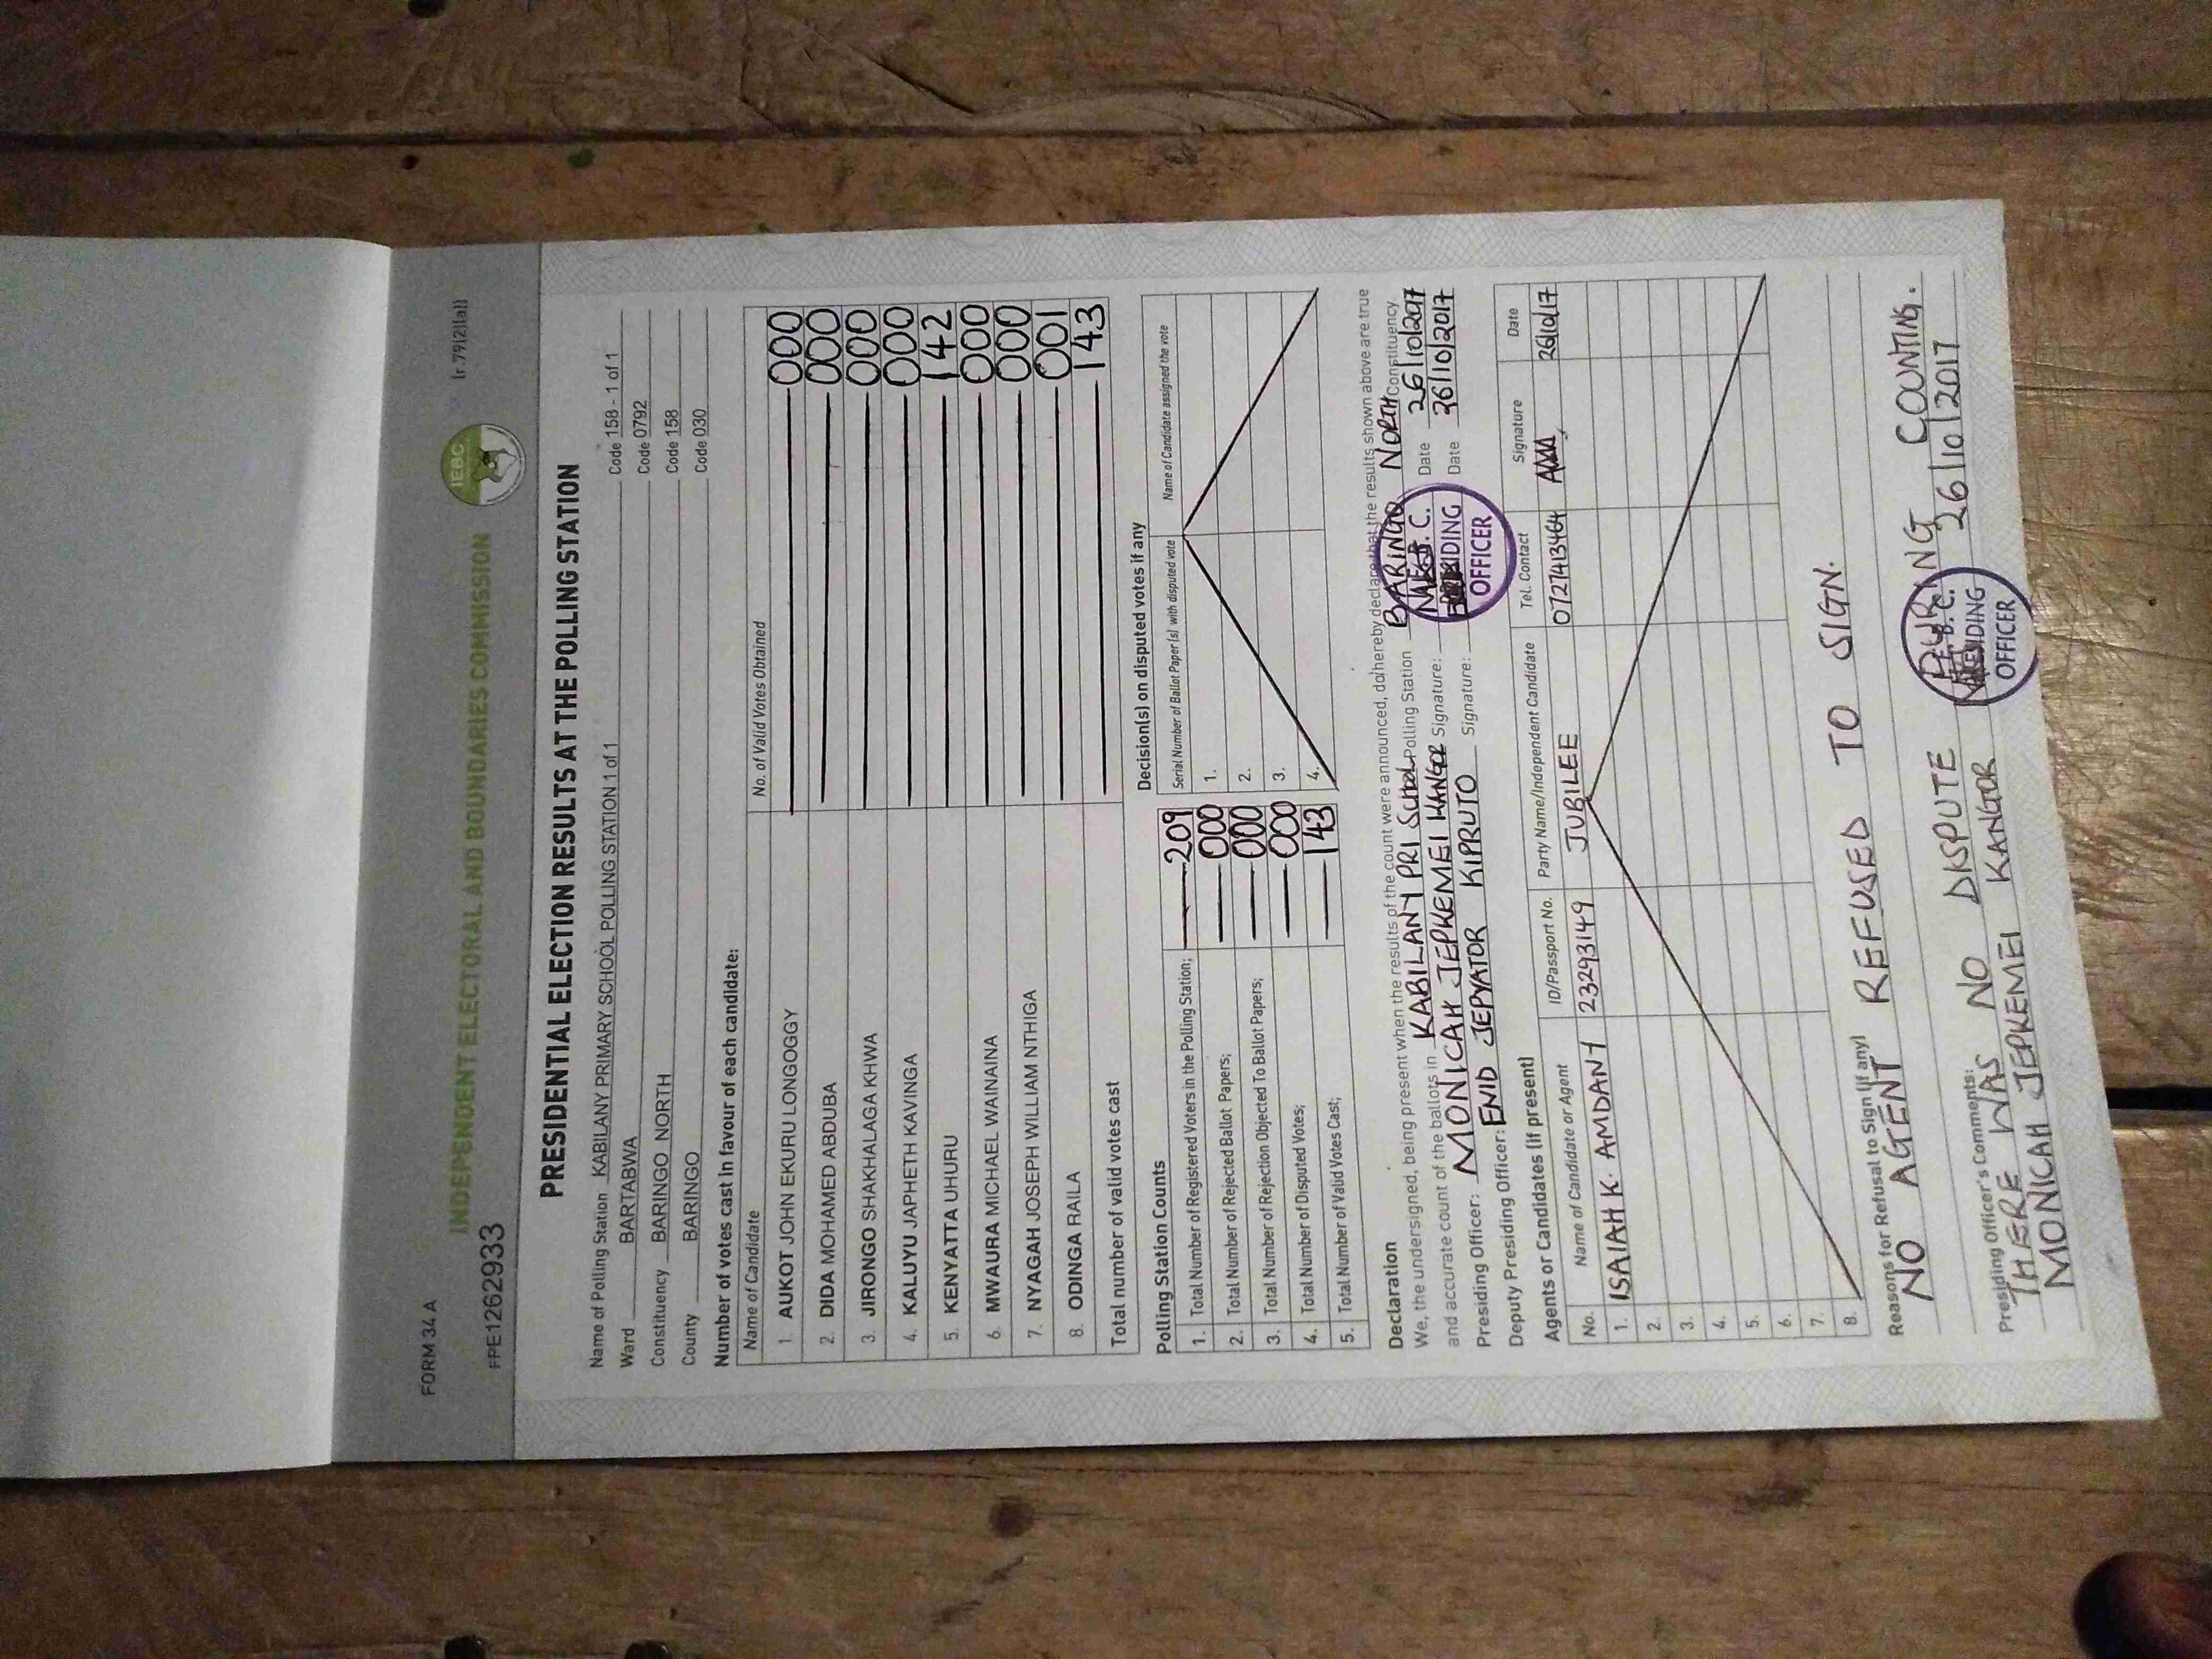 FORM 34 A (r.79(2)(a))
INDEPENDENT ELECTORAL AND BOUNDARIES COMMISSION IEBC
FPE1262933
PRESIDENTIAL ELECTION RESULTS AT THE POLLING STATION
Name of Polling Station KABILANY PRIMARY SCHOOL POLLING STATION 1 of 1 Code 158 - 1 of 1
Ward BARTABWA Code 0792
Constituency BARINGO NORTH Code 158
County BARINGO Code 030
Number of votes cast in favour of each candidate:
Name of Candidate No. of Valid Votes Obtained
1. AUKOT JOHN EKURU LONGOGGY 000
2. DIDA MOHAMED ABDUBA 000
3. JIRONGO SHAKHALAGA KHWA 000
4. KALUYU JAPHETH KAVINGA 000
5. KENYATTA UHURU 142
6. MWAURA MICHAEL WAINAINA 000
7. NYAGAH JOSEPH WILLIAM NTHIGA 000
8. ODINGA RAILA 001
Total number of valid votes cast 143
Polling Station Counts
1. Total Number of Registered Voters in the Polling Station; 209
2. Total Number of Rejected Ballot Papers; 000
3. Total Number of Rejection Objected To Ballot Papers; 000
4. Total Number of Disputed Votes; 000
5. Total Number of Valid Votes Cast; 143
Decision(s) on disputed votes if any
Serial Number of Ballot Paper (s) with disputed vote Name of Candidate assigned the vote
1.
2.
3.
4.
Declaration
We, the undersigned, being present when the results of the count were announced, do hereby declare that the results shown above are true
and accurate count of the ballots in KABILANY PRI School Polling Station BARINGO NORTH Constituency
Presiding Officer: MONICAH JEPKEMEI KANGOR Signature: Date 26/10/2017
Deputy Presiding Officer: ENID JEPYATOR KIPRUTO Signature: Date 26/10/2017
PRESIDING
OFFICER
Agents or Candidates (if present)
No. Name of Candidate or Agent ID/Passport No. Party Name/Independent Candidate Tel. Contact Signature Date
1. ISAIAH K. AMDANY 23293149 JUBILEE 0727413464 26/10/17
2.
3.
4.
5.
6.
7.
8.
Reasons for Refusal to Sign (if any)
NO AGENT REFUSED TO SIGN.
Presiding Officer's Comments:
THERE WAS NO DISPUTE DURING COUNTING.
MONICAH JEPKEMEI KANGOR 26/10/2017
OFFICER